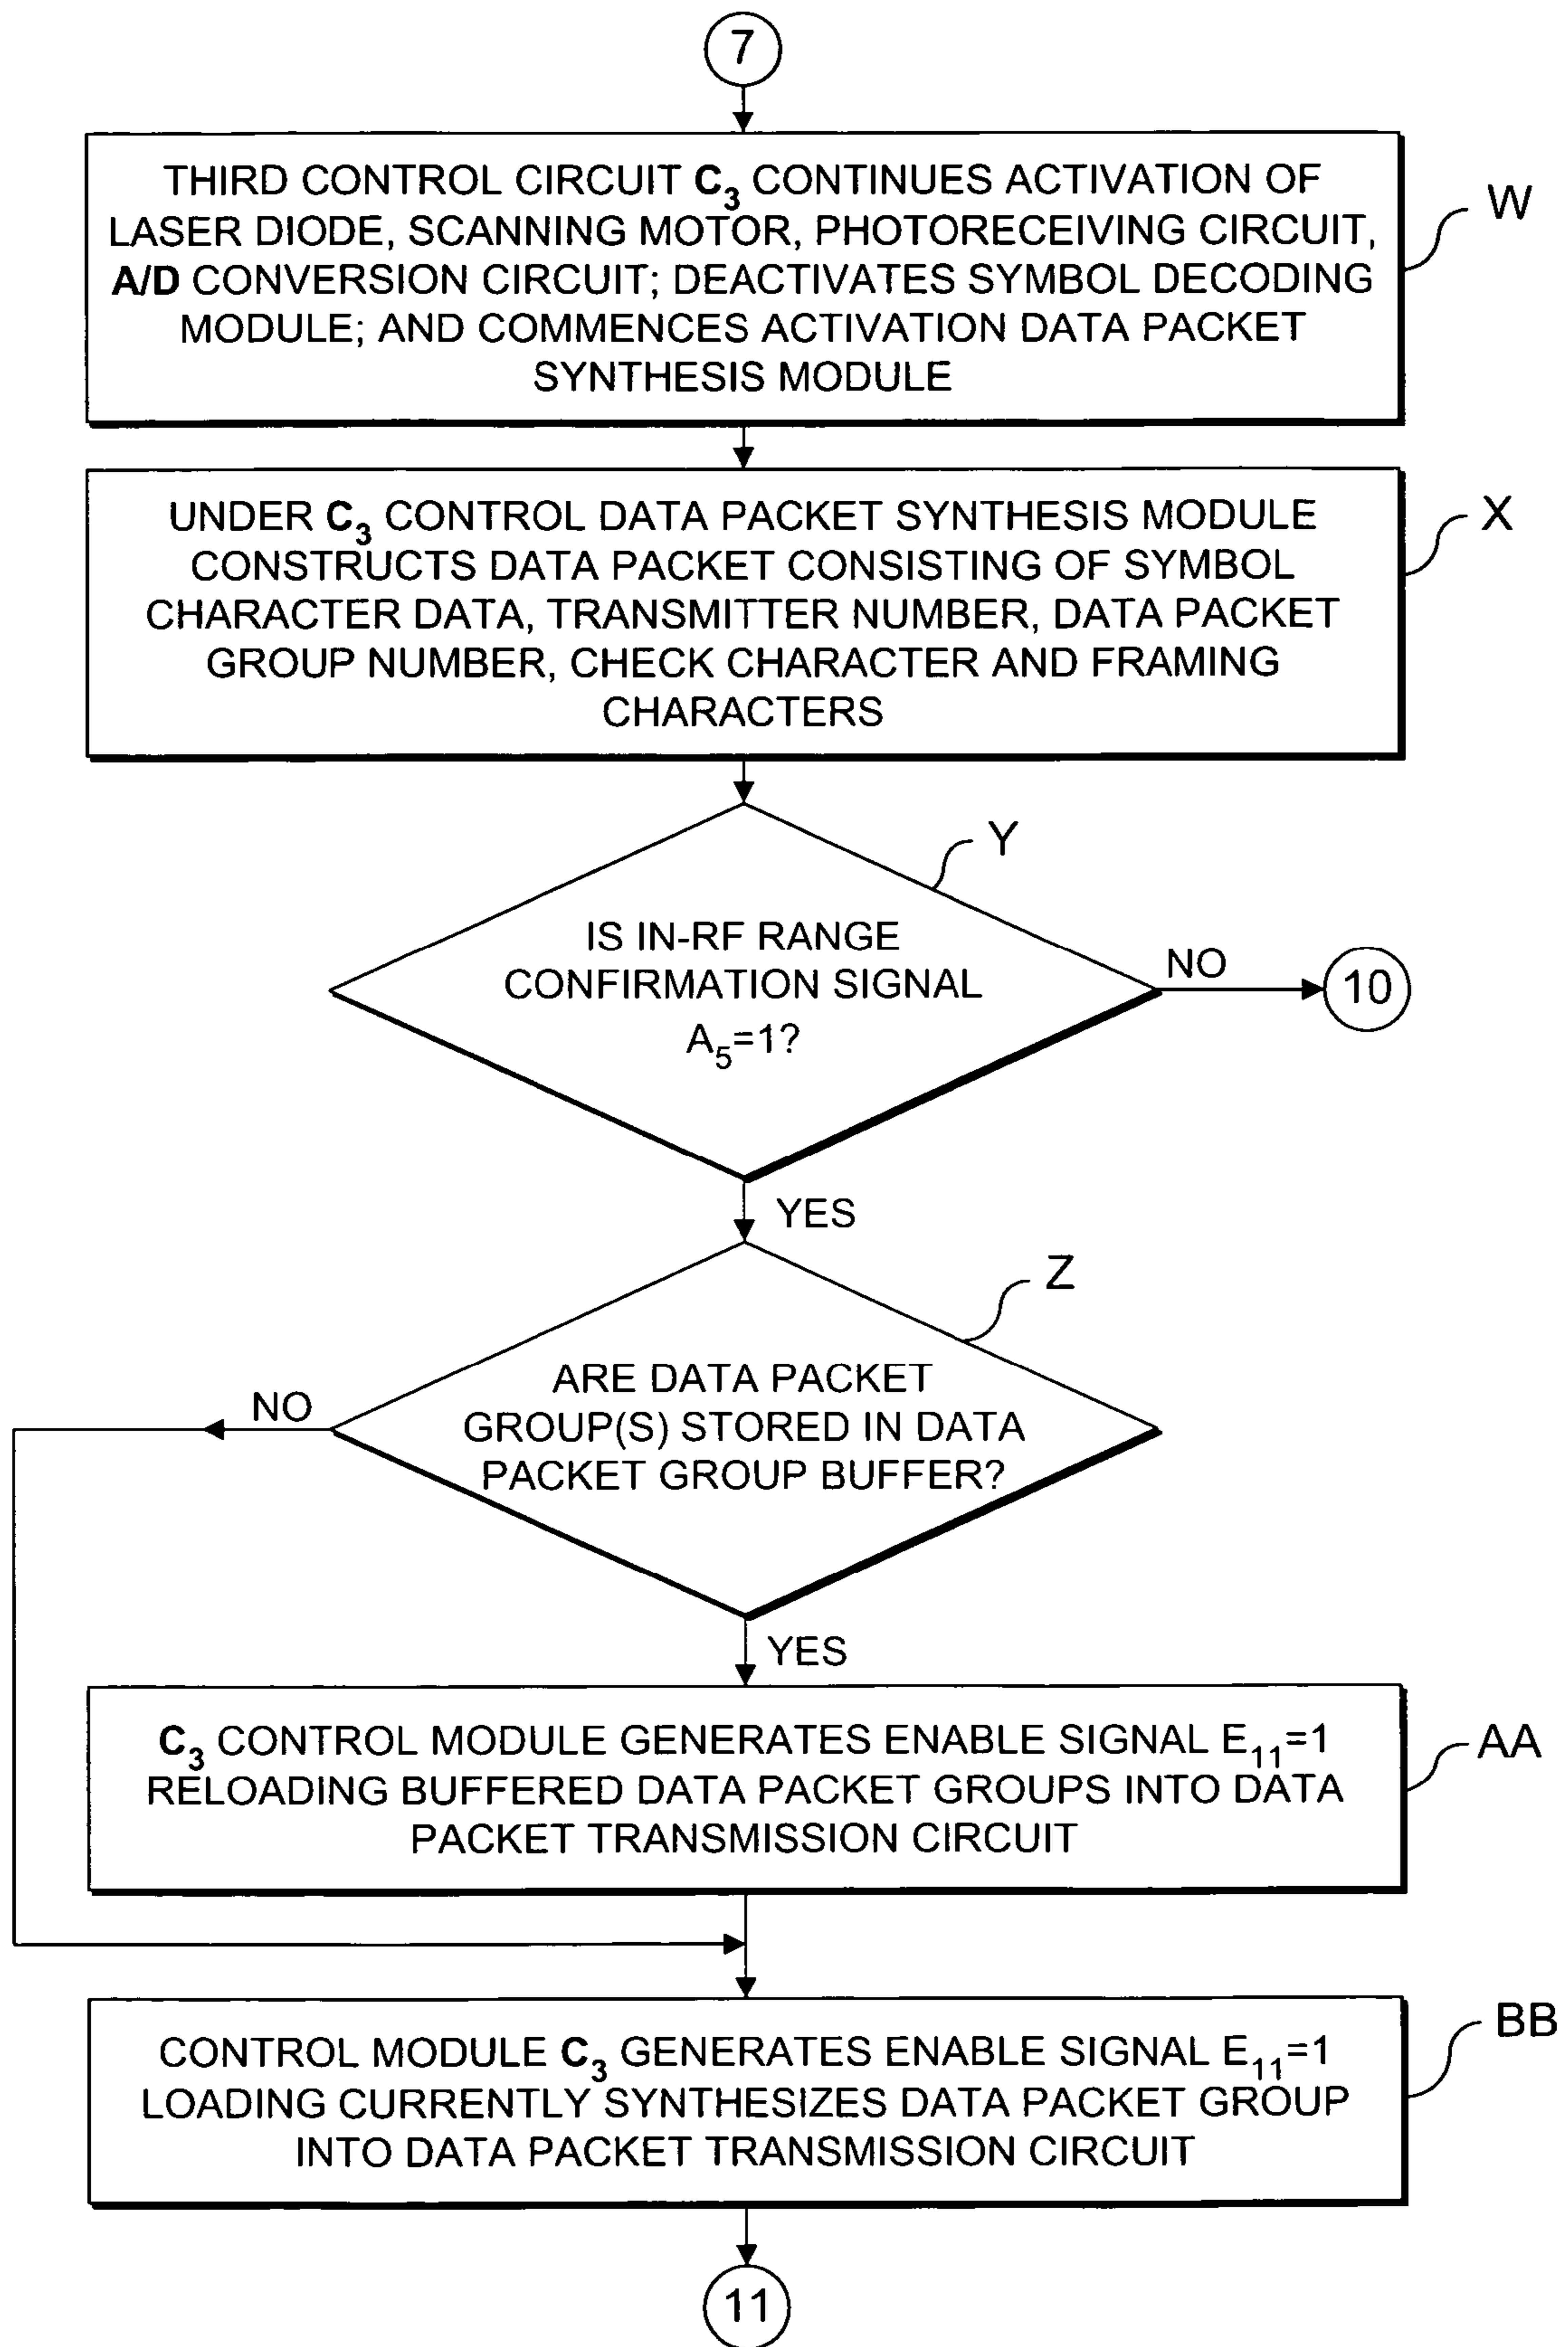 7
THIRD CONTROL CIRCUIT C3 CONTINUES ACTIVATION OF
LASER DIODE, SCANNING MOTOR, PHOTORECEIVING CIRCUIT,
A/D CONVERSION CIRCUIT; DEACTIVATES SYMBOL DECODING
MODULE; AND COMMENCES ACTIVATION DATA PACKET
SYNTHESIS MODULE
W
UNDER C3 CONTROL DATA PACKET SYNTHESIS MODULE
CONSTRUCTS DATA PACKET CONSISTING OF SYMBOL
CHARACTER DATA, TRANSMITTER NUMBER, DATA PACKET
GROUP NUMBER, CHECK CHARACTER AND FRAMING
CHARACTERS
X
Y
IS IN-RF RANGE
CONFIRMATION SIGNAL
A5=1?
NO
10
YES
Z
ARE DATA PACKET
GROUP(S) STORED IN DATA
PACKET GROUP BUFFER?
NO
YES
C3 CONTROL MODULE GENERATES ENABLE SIGNAL E11=1
RELOADING BUFFERED DATA PACKET GROUPS INTO DATA
PACKET TRANSMISSION CIRCUIT
AA
CONTROL MODULE C3 GENERATES ENABLE SIGNAL E11=1
LOADING CURRENTLY SYNTHESIZES DATA PACKET GROUP
INTO DATA PACKET TRANSMISSION CIRCUIT
BB
11